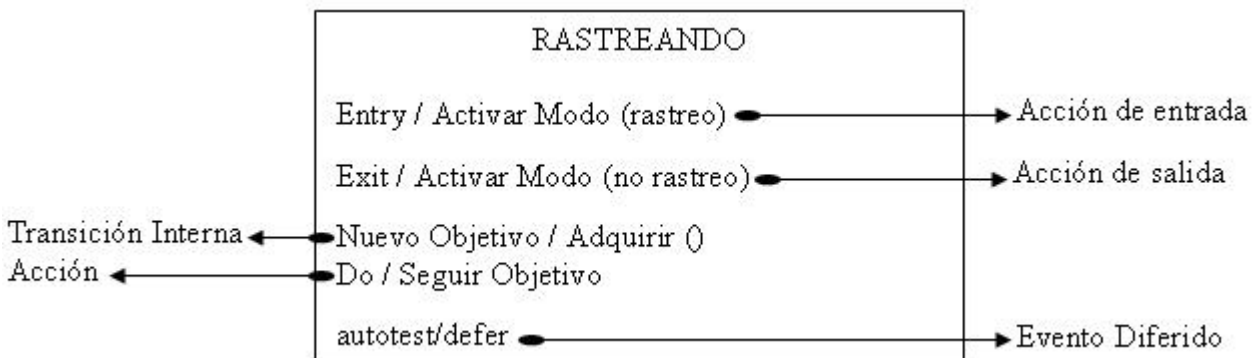 RASTREANDO
Entry / Activar Modo (rastreo) Acción de entrada
Exit / Activar Modo (no rastreo) Acción de salida
Transición Interna Nuevo Objetivo / Adquirir ()
Acción Do / Seguir Objetivo
autotest/defer Evento Diferido